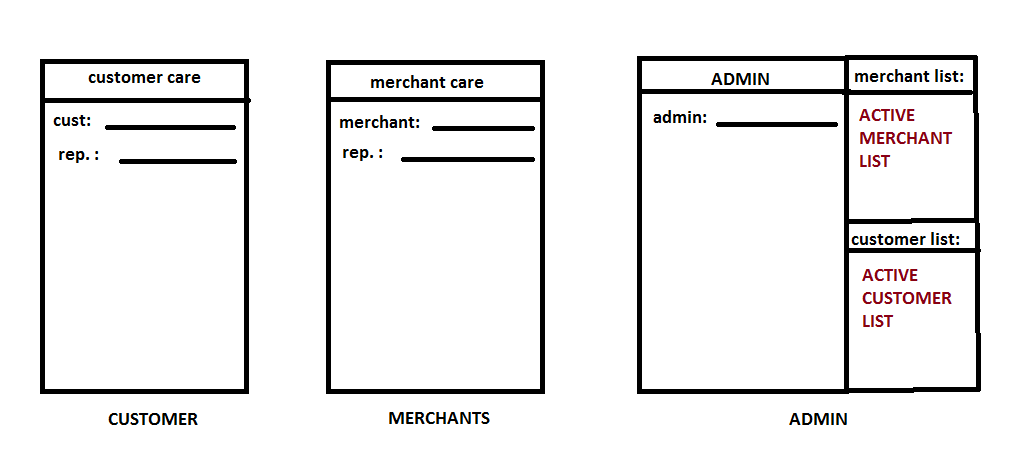 customer care
cust:
rep. :
CUSTOMER
merchant care
merchant:
rep. :
MERCHANTS
ADMIN
admin:
merchant list:
ACTIVE
MERCHANT
LIST
customer list:
ACTIVE
CUSTOMER
LIST
ADMIN